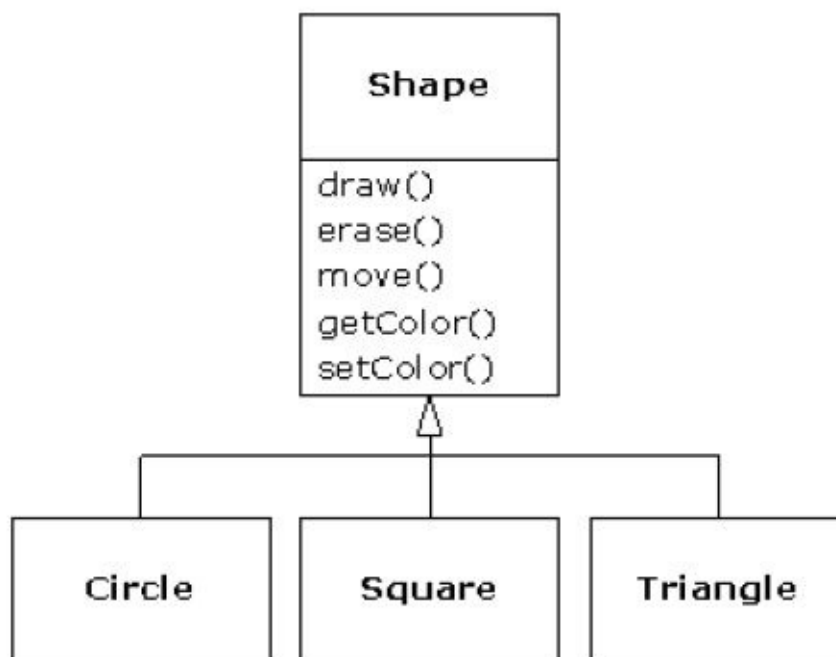 Shape
draw()
erase()
move()
getColor()
setColor()
Circle
Square
Triangle